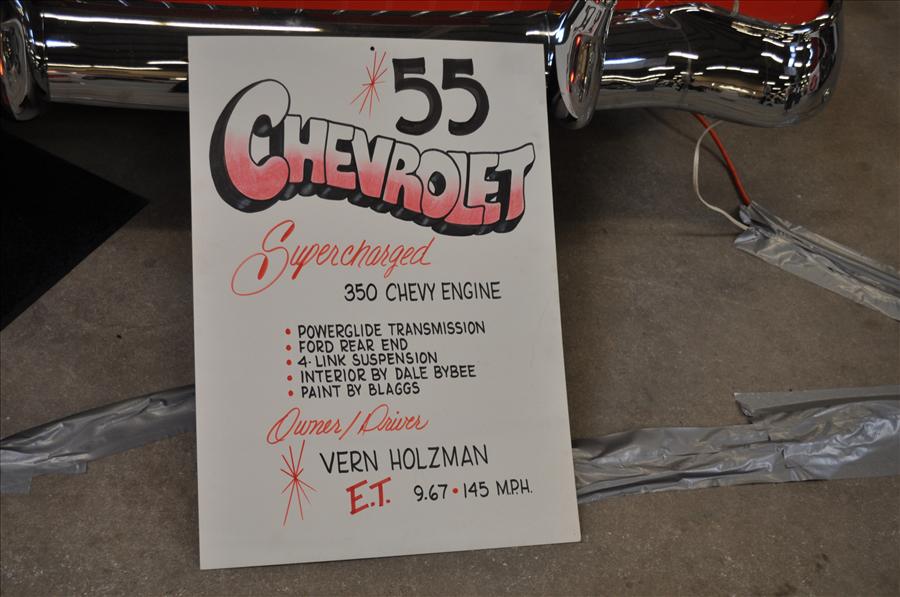 55
CHEVROLET
Supercharged
350 CHEVY ENGINE
• POWERGLIDE TRANSMISSION
• FORD REAR END
• 4-LINK SUSPENSION
• INTERIOR BY DALE BYBEE
• PAINT BY BLAGGS
Owner/Driver
VERN HOLZMAN
E.T. 9.67 • 145 M.P.H.